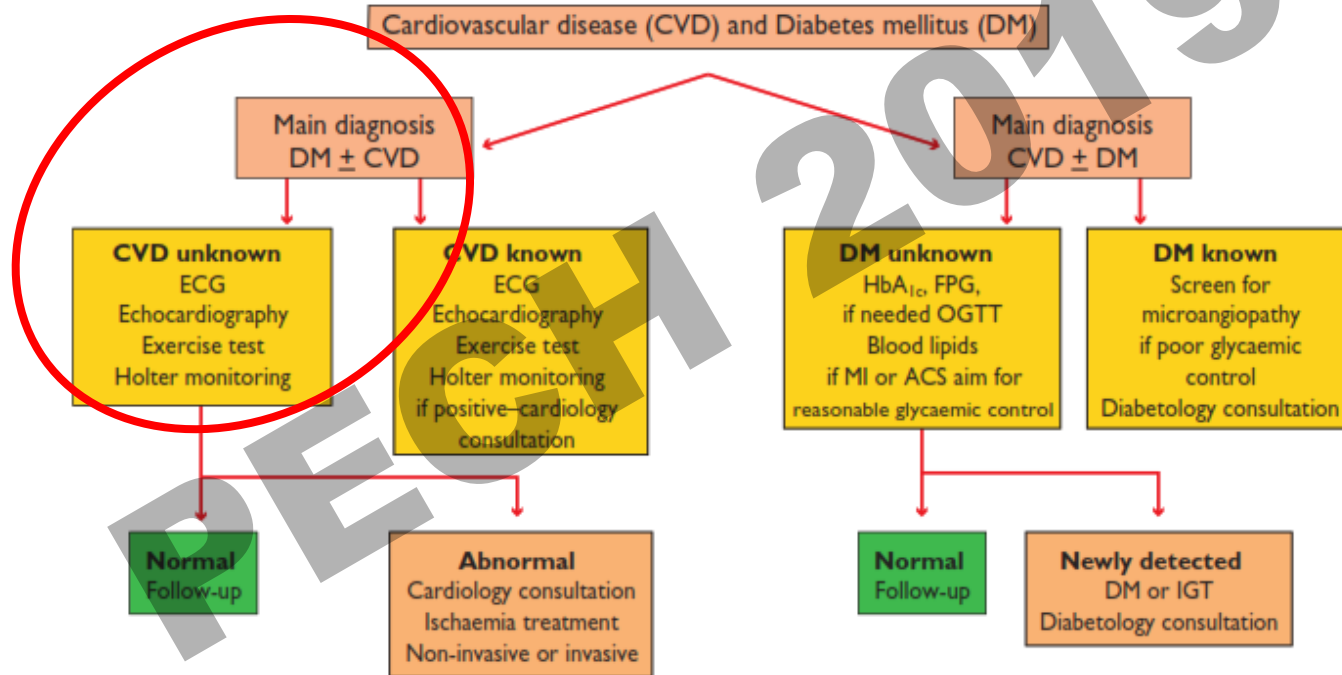 Cardiovascular disease (CVD) and Diabetes mellitus (DM)
Main diagnosis
DM ± CVD
Main diagnosis
CVD ± DM
CVD unknown
ECG
Echocardiography
Exercise test
Holter monitoring
CVD known
ECG
Echocardiography
Exercise test
Holter monitoring
if positive–cardiology
consultation
DM unknown
HbA1c, FPG,
if needed OGTT
Blood lipids
if MI or ACS aim for
reasonable glycaemic control
DM known
Screen for
microangiopathy
if poor glycaemic
control
Diabetology consultation
Normal
Follow-up
Abnormal
Cardiology consultation
Ischaemia treatment
Non-invasive or invasive
Normal
Follow-up
Newly detected
DM or IGT
Diabetology consultation
PECH 2019